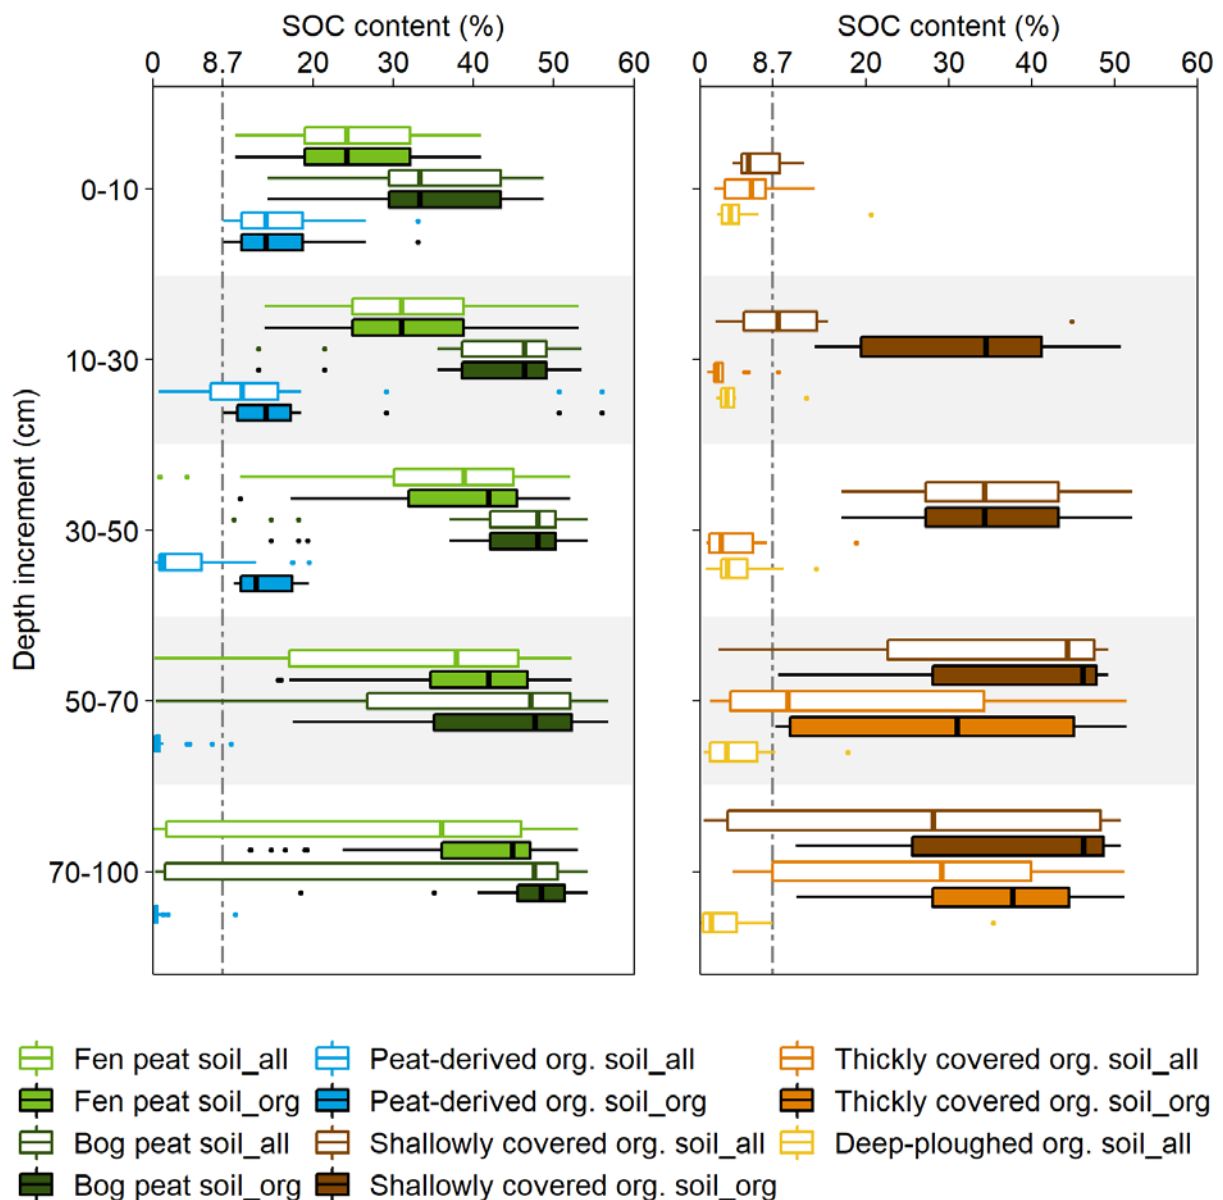 SOC content (%) SOC content (%)
0 8.7 20 30 40 50 60 0 8.7 20 30 40 50 60
Depth increment (cm)
0-10
10-30
30-50
50-70
70-100
Fen peat soil_all Peat-derived org. soil_all Thickly covered org. soil_all
Fen peat soil_org Peat-derived org. soil_org Thickly covered org. soil_org
Bog peat soil_all Shallowly covered org. soil_all Deep-ploughed org. soil_all
Bog peat soil_org Shallowly covered org. soil_org